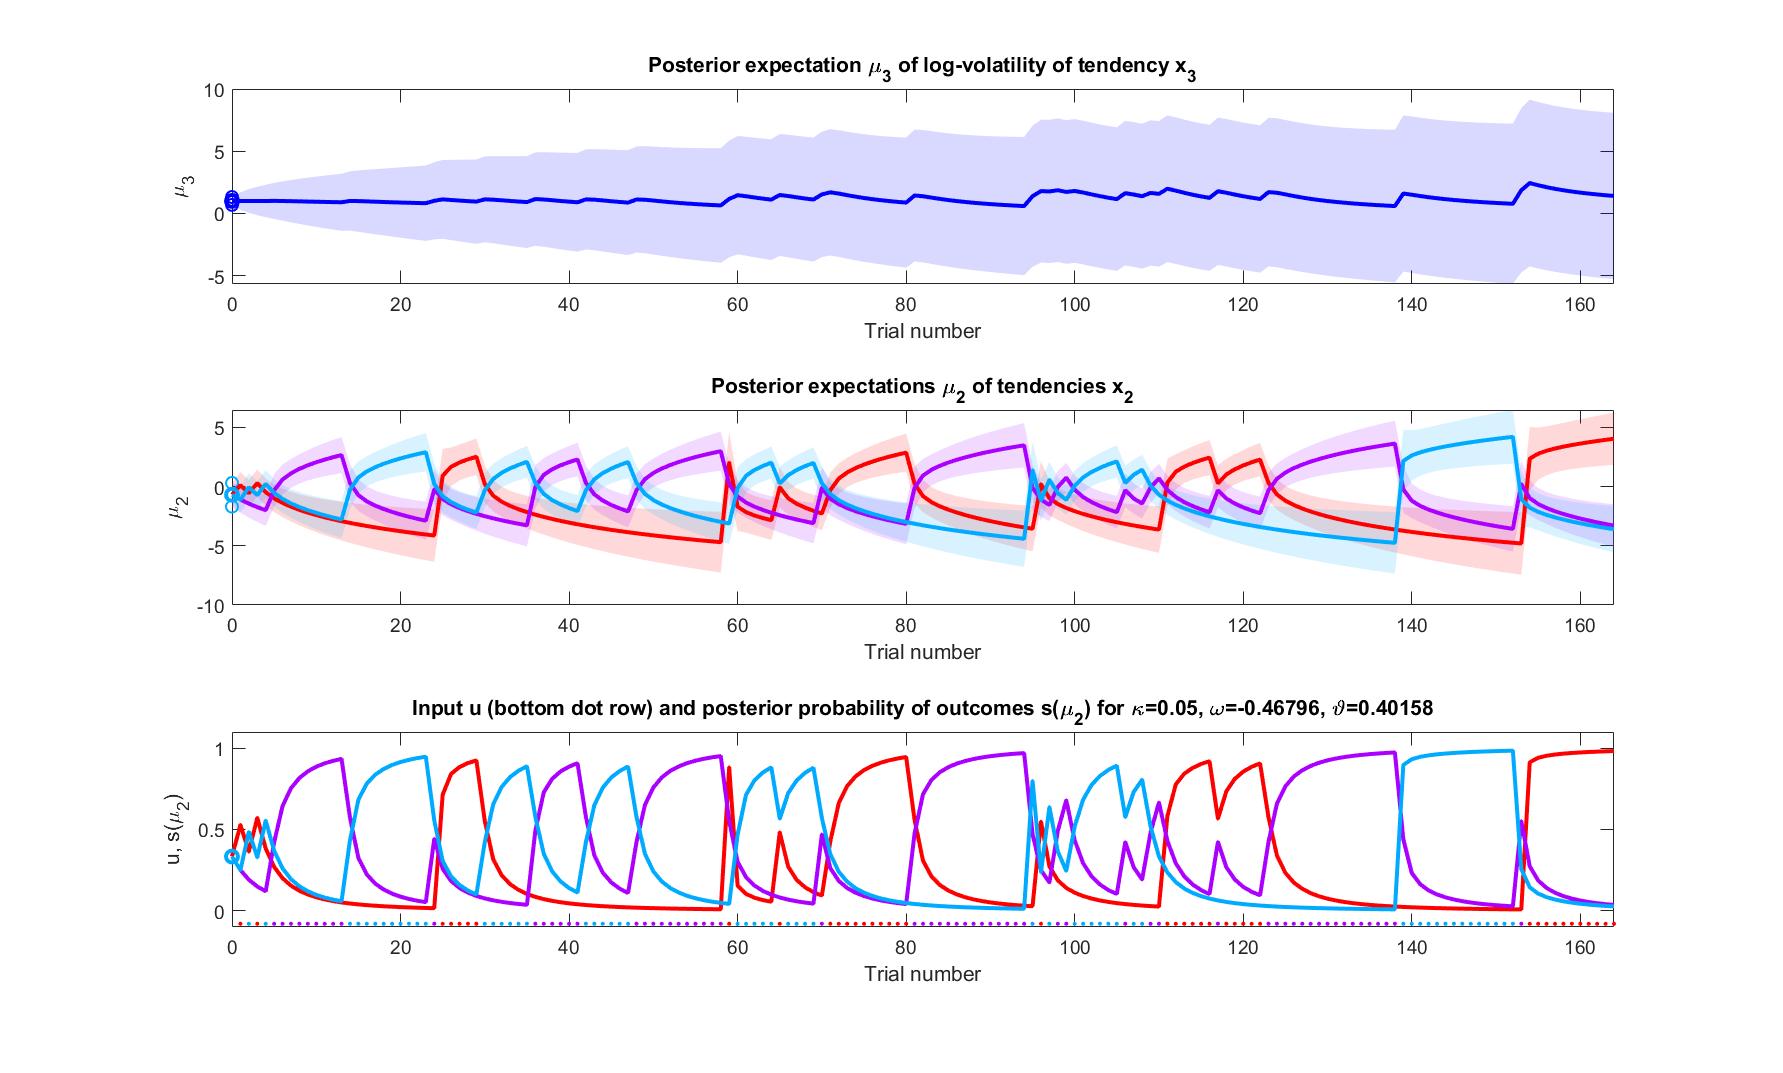 Posterior expectation μ3 of log-volatility of tendency x3
10
5
0
-5
μ3
0 20 40 60 80 100 120 140 160
Trial number
Posterior expectations μ2 of tendencies x2
5
0
-5
-10
μ2
0 20 40 60 80 100 120 140 160
Trial number
Input u (bottom dot row) and posterior probability of outcomes s(μ2) for κ=0.05, ω=-0.46796, ϑ=0.40158
1
0.5
0
u, s(μ2)
0 20 40 60 80 100 120 140 160
Trial number